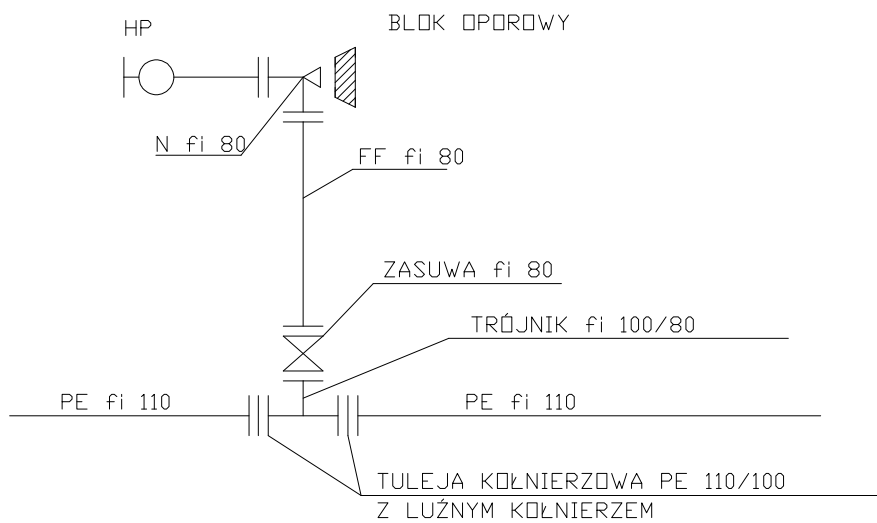 HP
BLOK OPOROWY
N fi 80
FF fi 80
ZASUWA fi 80
TRÓJNIK fi 100/80
PE fi 110
PE fi 110
TULEJA KOŁNIERZOWA PE 110/100
Z LUŹNYM KOŁNIERZEM